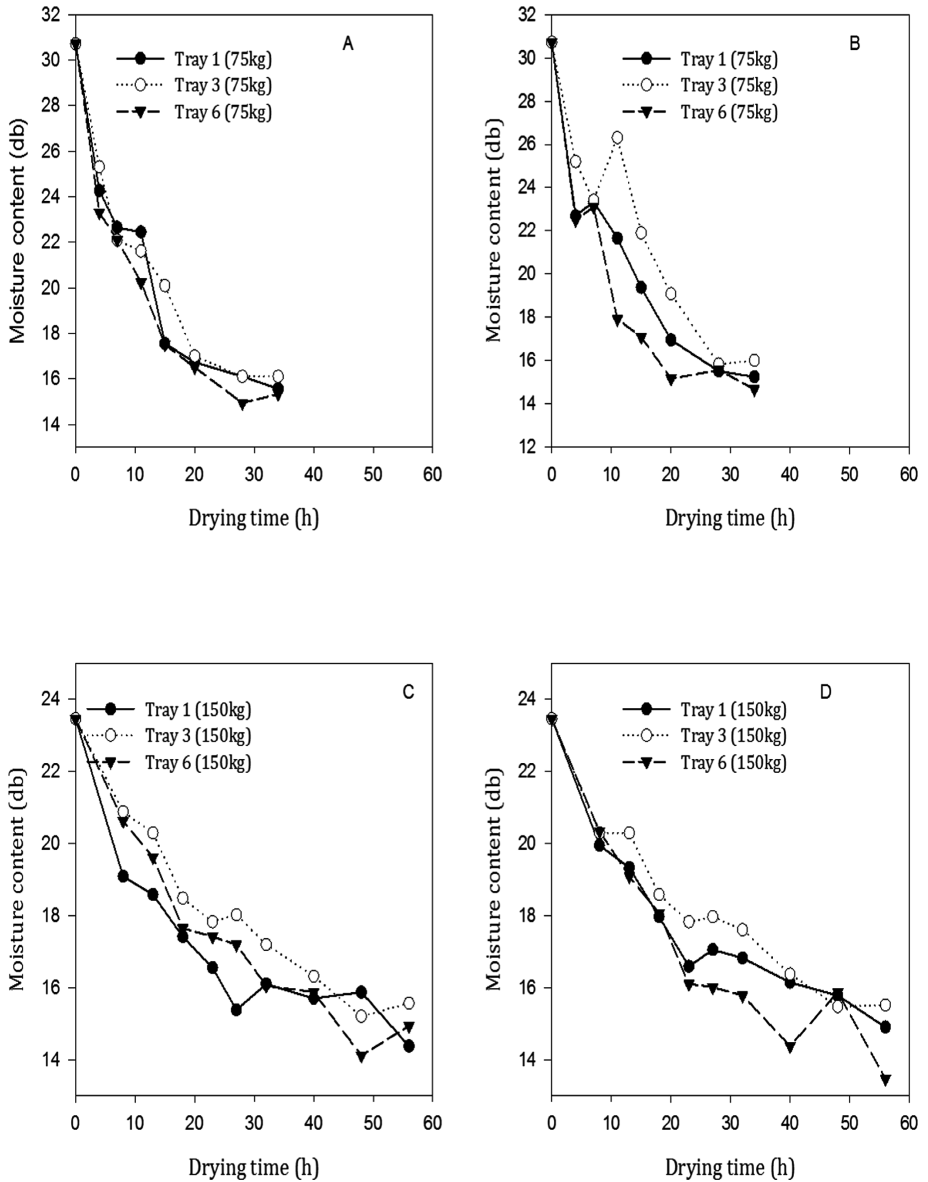 32
30
28
26
24
22
20
18
16
14
Moisture content (db)
A
Tray 1 (75kg)
Tray 3 (75kg)
Tray 6 (75kg)
0 10 20 30 40 50 60
Drying time (h)
32
30
28
26
24
22
20
18
16
14
12
Moisture content (db)
B
Tray 1 (75kg)
Tray 3 (75kg)
Tray 6 (75kg)
0 10 20 30 40 50 60
Drying time (h)
24
22
20
18
16
14
Moisture content (db)
C
Tray 1 (150kg)
Tray 3 (150kg)
Tray 6 (150kg)
0 10 20 30 40 50 60
Drying time (h)
24
22
20
18
16
14
Moisture content (db)
D
Tray 1 (150kg)
Tray 3 (150kg)
Tray 6 (150kg)
0 10 20 30 40 50 60
Drying time (h)